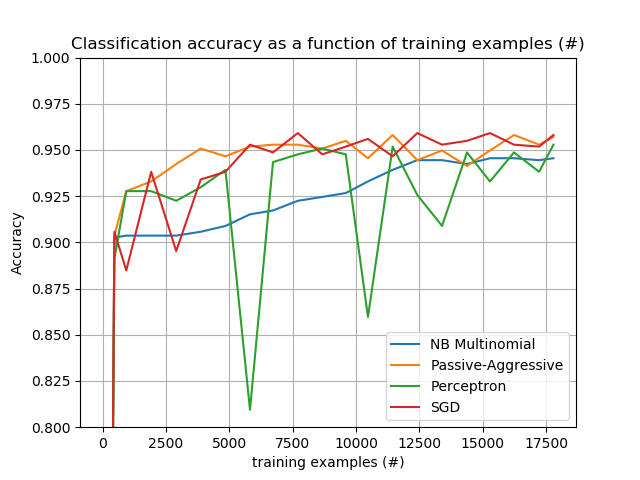 Classification accuracy as a function of training examples (#)
1.000
0.975
0.950
0.925
0.900
0.875
0.850
0.825
0.800
Accuracy
0
2500
5000
7500
10000
12500
15000
17500
training examples (#)
NB Multinomial
Passive-Aggressive
Perceptron
SGD